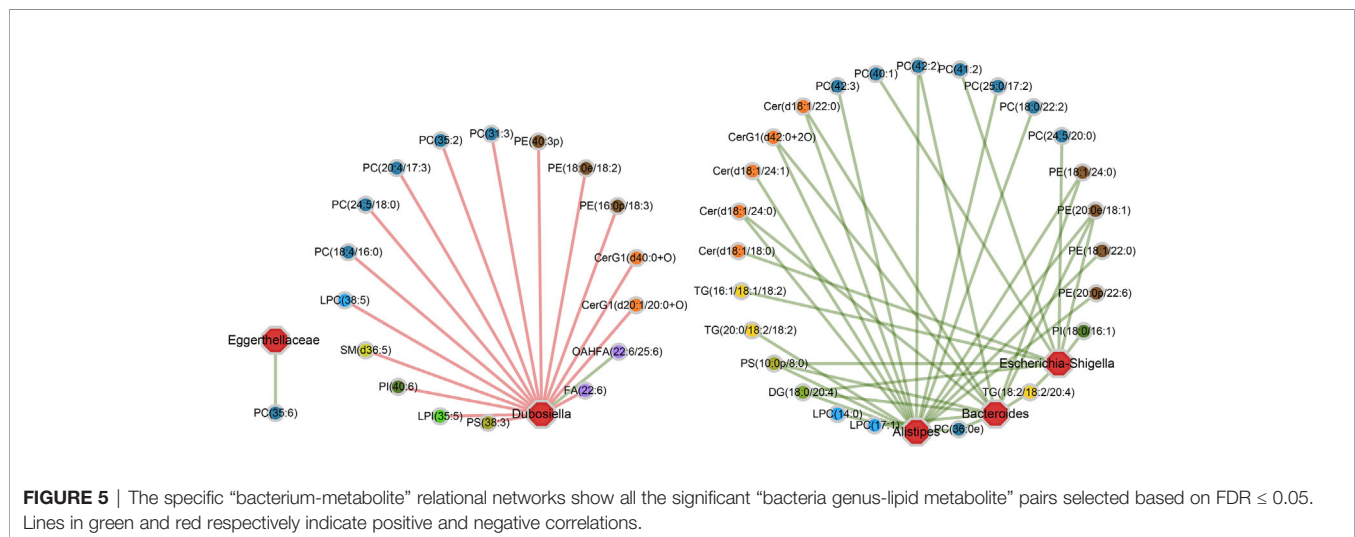 PC(42:2)
PC(41:2)
PC(40:1)
PC(25:0/17:2)
PC(42:3)
PC(18:0/22:2)
Cer(d18:1/22:0)
PC(24:5/20:0)
CerG1(d42:0+2O)
PE(18:1/24:0)
Cer(d18:1/24:1)
PE(20:0e/18:1)
Cer(d18:1/24:0)
PE(18:1/22:0)
Cer(d18:1/18:0)
PE(20:0p/22:6)
TG(16:1/18:1/18:2)
PI(18:0/16:1)
TG(20:0/18:2/18:2)
Escherichia-Shigella
PS(10:0p/8:0)
TG(18:2/18:2/20:4)
DG(18:0/20:4)
Bacteroides
LPC(14:0)
LPC(17:1)
Alistipes
PC(36:0e)
PC(31:3)
PE(40:3p)
PC(35:2)
PC(20:4/17:3)
PE(18:0e/18:2)
PC(24:5/18:0)
PE(16:0p/18:3)
PC(18:4/16:0)
CerG1(d40:0+O)
LPC(38:5)
CerG1(d20:1/20:0+O)
SM(d36:5)
OAHFA(22:6/25:6)
PI(40:6)
FA(22:6)
LPI(35:5)
PS(38:3)
Dubosiella
Eggerthellaceae
PC(35:6)
FIGURE 5 | The specific “bacterium-metabolite” relational networks show all the significant “bacteria genus-lipid metabolite” pairs selected based on FDR ≤ 0.05.
Lines in green and red respectively indicate positive and negative correlations.